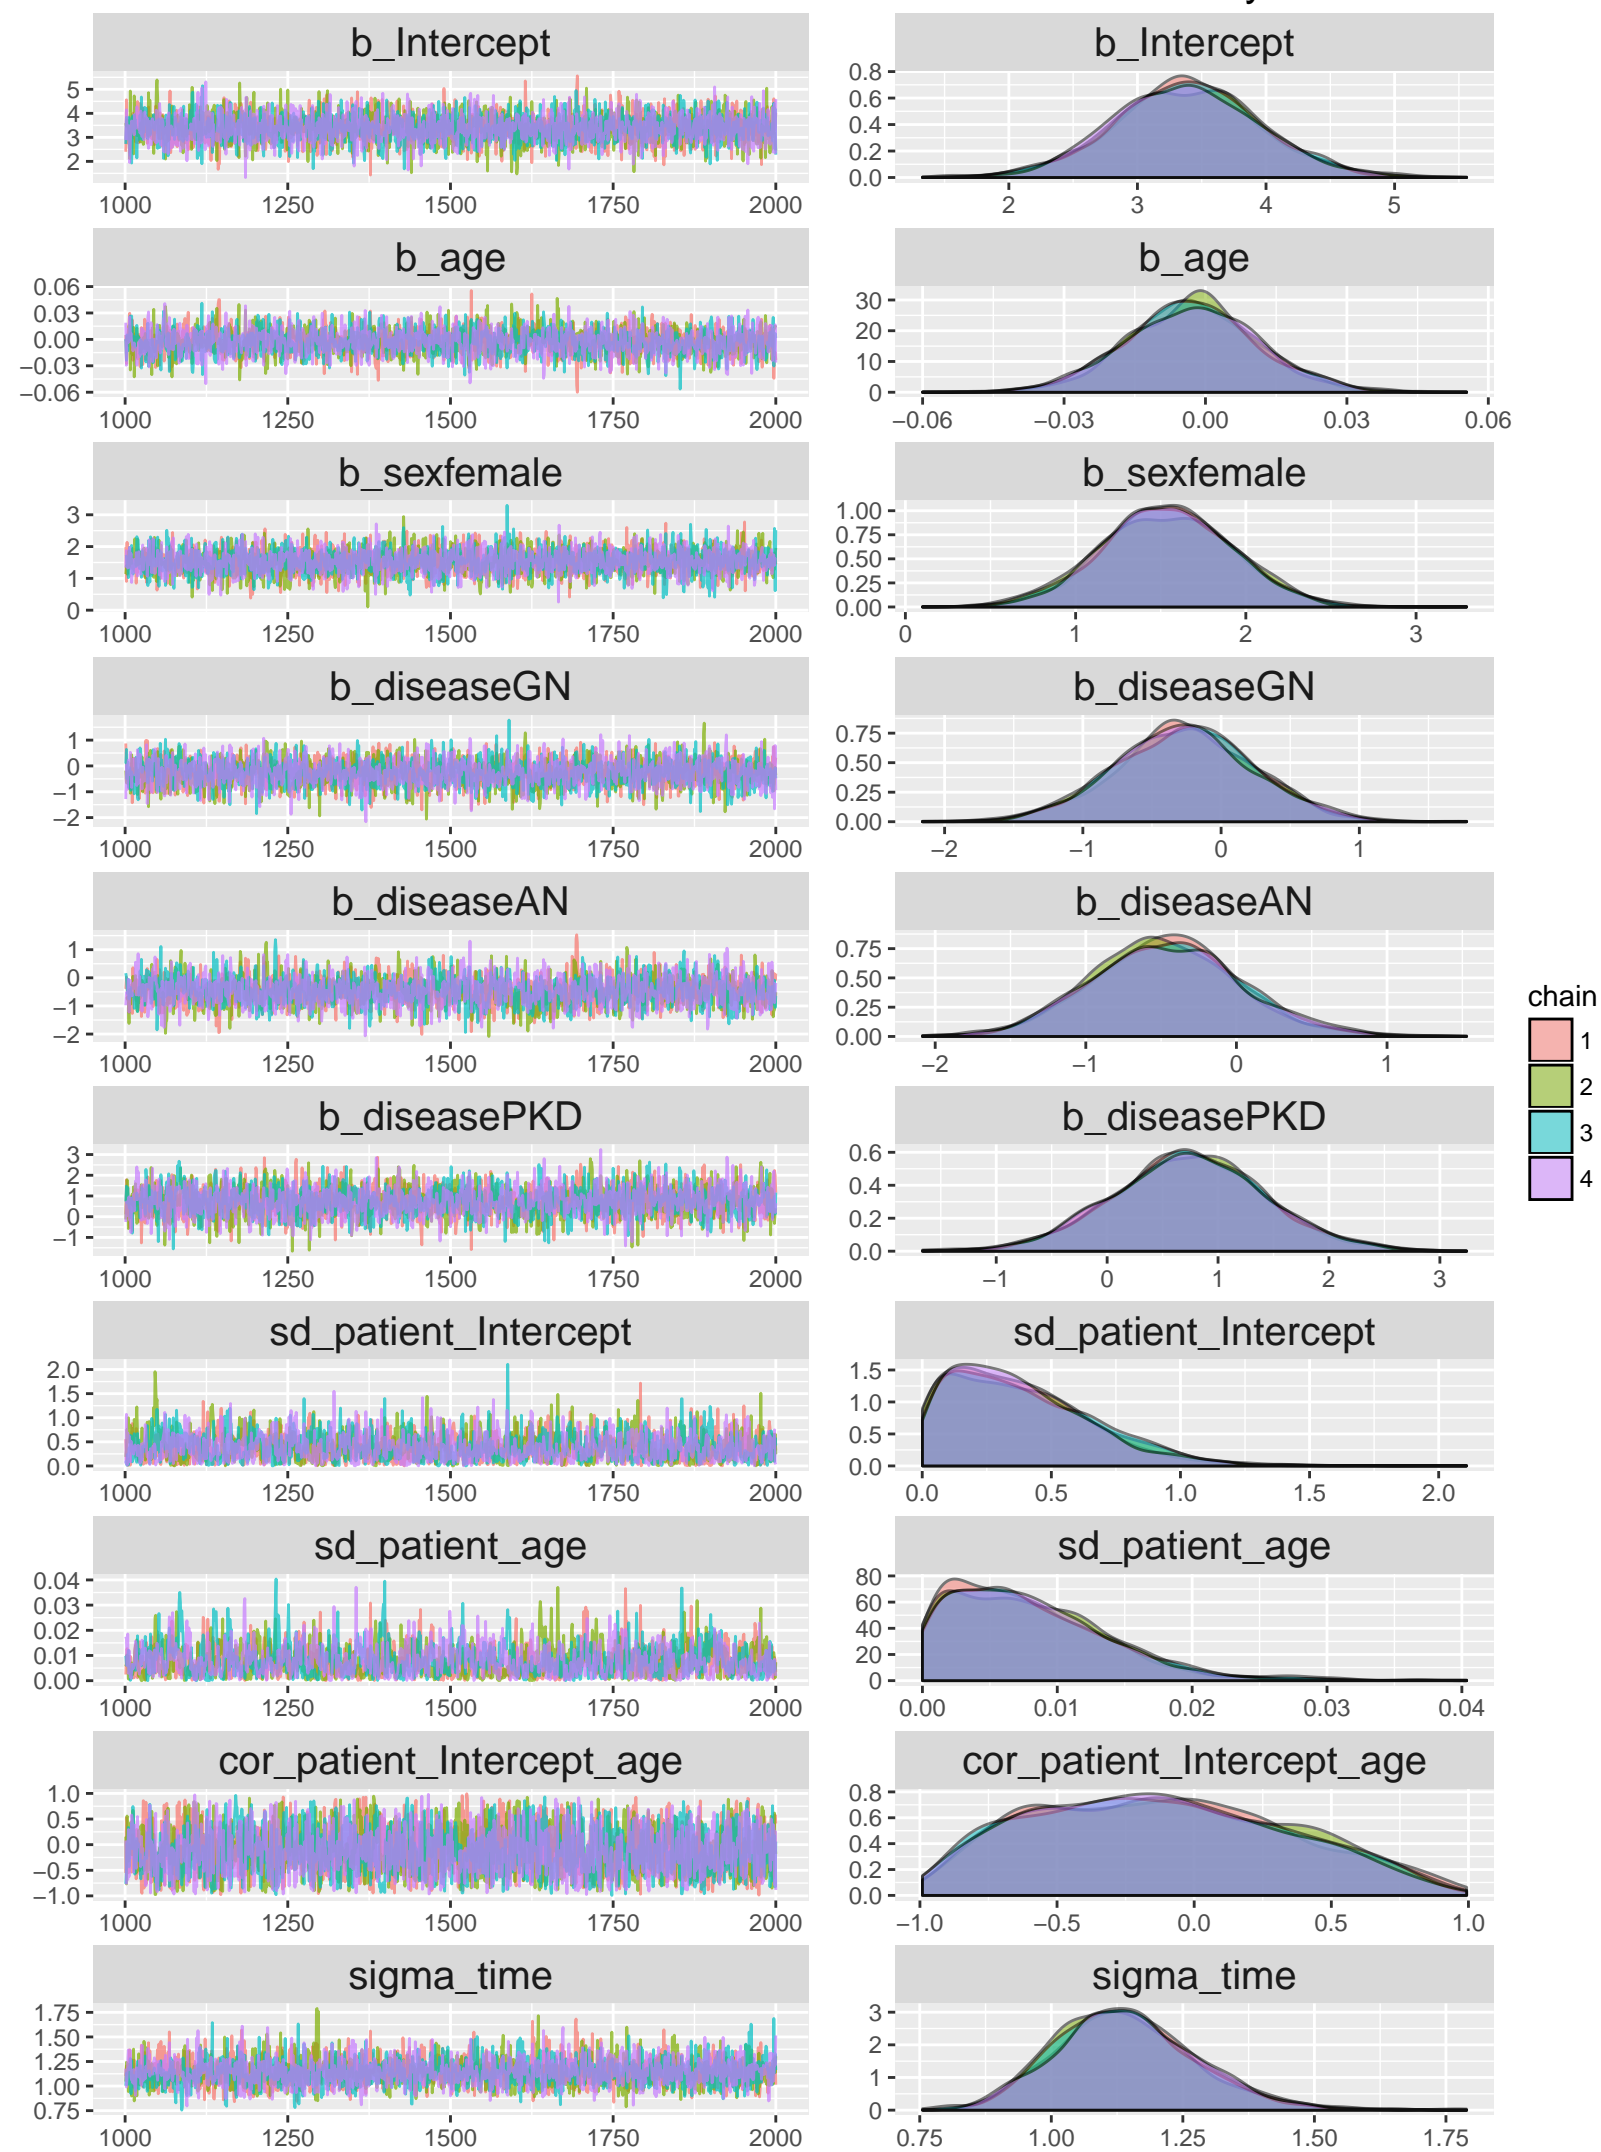 b_Intercept b_Intercept
5 4 3 2
1000 1250 1500 1750 2000
0.8 0.6 0.4 0.2 0.0
2 3 4 5
b_age b_age
0.06 0.03 0.00 −0.03 −0.06
1000 1250 1500 1750 2000
30 20 10 0
−0.06 −0.03 0.00 0.03 0.06
b_sexfemale b_sexfemale
3 2 1 0
1000 1250 1500 1750 2000
1.00 0.75 0.50 0.25 0.00
0 1 2 3
b_diseaseGN b_diseaseGN
1 0 −1 −2
1000 1250 1500 1750 2000
0.75 0.50 0.25 0.00
−2 −1 0 1
b_diseaseAN b_diseaseAN
1 0 −1 −2
1000 1250 1500 1750 2000
0.75 0.50 0.25 0.00
−2 −1 0 1
b_diseasePKD b_diseasePKD
3 2 1 0 −1
1000 1250 1500 1750 2000
0.6 0.4 0.2 0.0
−1 0 1 2 3
sd_patient_Intercept sd_patient_Intercept
2.0 1.5 1.0 0.5 0.0
1000 1250 1500 1750 2000
1.5 1.0 0.5 0.0
0.0 0.5 1.0 1.5 2.0
sd_patient_age sd_patient_age
0.04 0.03 0.02 0.01 0.00
1000 1250 1500 1750 2000
80 60 40 20 0
0.00 0.01 0.02 0.03 0.04
cor_patient_Intercept_age cor_patient_Intercept_age
1.0 0.5 0.0 −0.5 −1.0
1000 1250 1500 1750 2000
0.8 0.6 0.4 0.2 0.0
−1.0 −0.5 0.0 0.5 1.0
sigma_time sigma_time
1.75 1.50 1.25 1.00 0.75
1000 1250 1500 1750 2000
3 2 1 0
0.75 1.00 1.25 1.50 1.75
chain
1
2
3
4